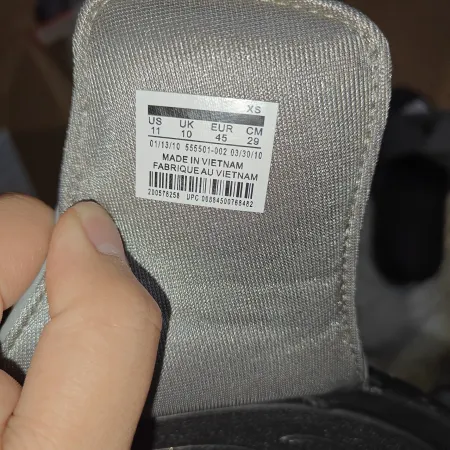 XS
US UK EUR CM
11 10 45 29
01/13/10 555501-002 03/30/10
MADE IN VIETNAM
FABRIQUE AU VIETNAM
200576258 UPC 00884500768482